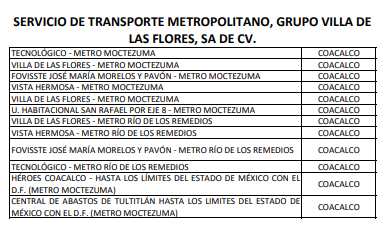 SERVICIO DE TRANSPORTE METROPOLITANO, GRUPO VILLA DE
LAS FLORES, SA DE CV.
TECNOLÓGICO - METRO MOCTEZUMA COACALCO
VILLA DE LAS FLORES - METRO MOCTEZUMA COACALCO
FOVISSTE JOSÉ MARÍA MORELOS Y PAVÓN - METRO MOCTEZUMA COACALCO
VISTA HERMOSA - METRO MOCTEZUMA COACALCO
VILLA DE LAS FLORES - METRO MOCTEZUMA COACALCO
U. HABITACIONAL SAN RAFAEL POR EJE 8 - METRO MOCTEZUMA COACALCO
VILLA DE LAS FLORES - METRO RÍO DE LOS REMEDIOS COACALCO
VISTA HERMOSA - METRO RÍO DE LOS REMEDIOS COACALCO
FOVISSTE JOSÉ MARÍA MORELOS Y PAVÓN - METRO RÍO DE LOS REMEDIOS COACALCO
TECNOLÓGICO - METRO RÍO DE LOS REMEDIOS COACALCO
HÉROES COACALCO - HASTA LOS LÍMITES DEL ESTADO DE MÉXICO CON EL
D.F. (METRO MOCTEZUMA) COACALCO
CENTRAL DE ABASTOS DE TULTITLÁN HASTA LOS LIMITES DEL ESTADO DE
MÉXICO CON EL D.F. (METRO MOCTEZUMA) COACALCO